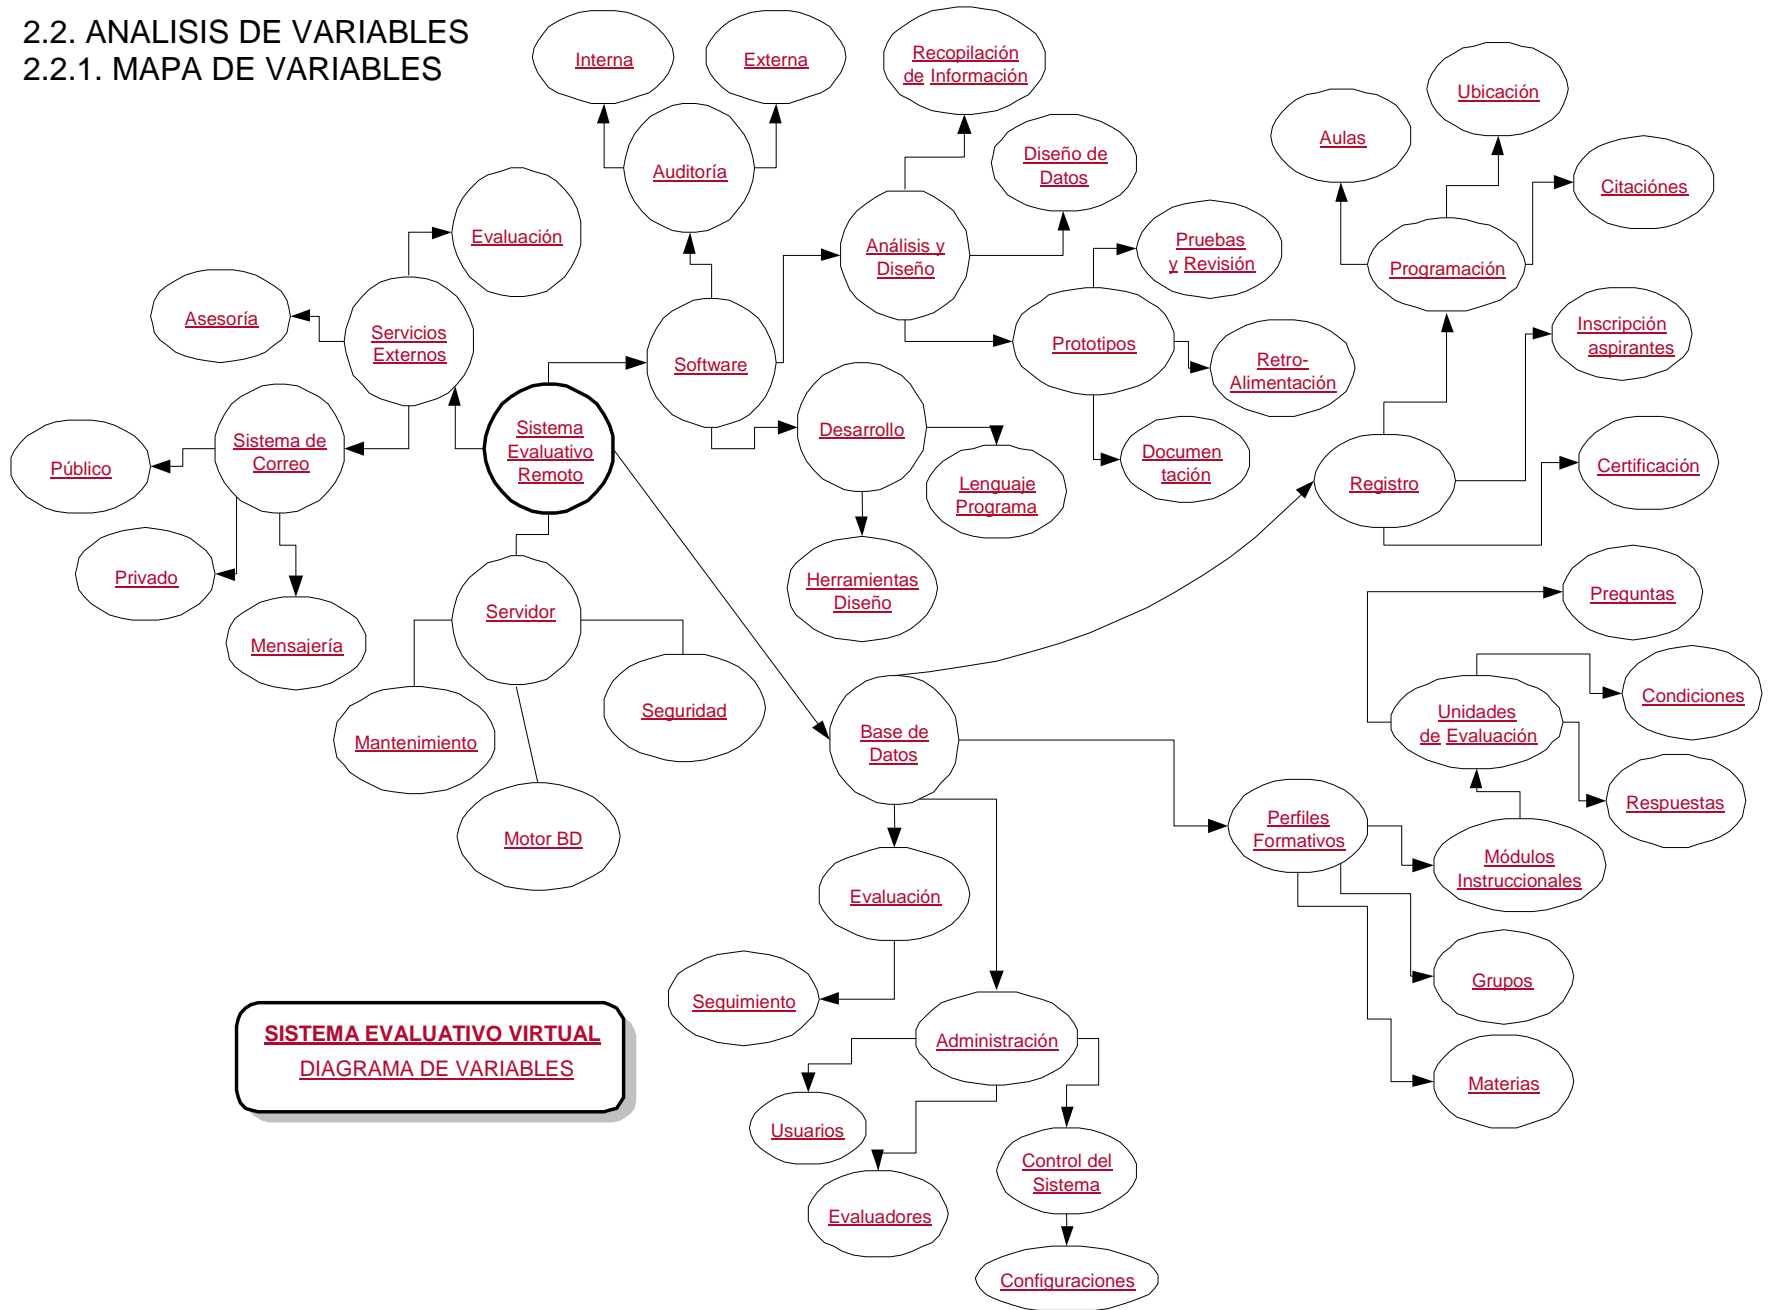 2.2. ANALISIS DE VARIABLES
2.2.1. MAPA DE VARIABLES
Interna
Externa
Recopilación
de Información
Ubicación
Aulas
Auditoría
Diseño de
Datos
Citaciónes
Evaluación
Análisis y
Diseño
Pruebas
y Revisión
Programación
Asesoría
Servicios
Externos
Software
Prototipos
Retro-
Alimentación
Inscripción
aspirantes
Sistema de
Correo
Sistema
Evaluativo
Remoto
Desarrollo
Documen
tación
Público
Lenguaje
Programa
Registro
Certificación
Privado
Herramientas
Diseño
Preguntas
Servidor
Mensajería
Seguridad
Mantenimiento
Base de
Datos
Unidades
de Evaluación
Condiciones
Motor BD
Perfiles
Formativos
Respuestas
Módulos
Instruccionales
Evaluación
Seguimiento
Grupos
SISTEMA EVALUATIVO VIRTUAL
DIAGRAMA DE VARIABLES
Administración
Materias
Usuarios
Control del
Sistema
Evaluadores
Configuraciones